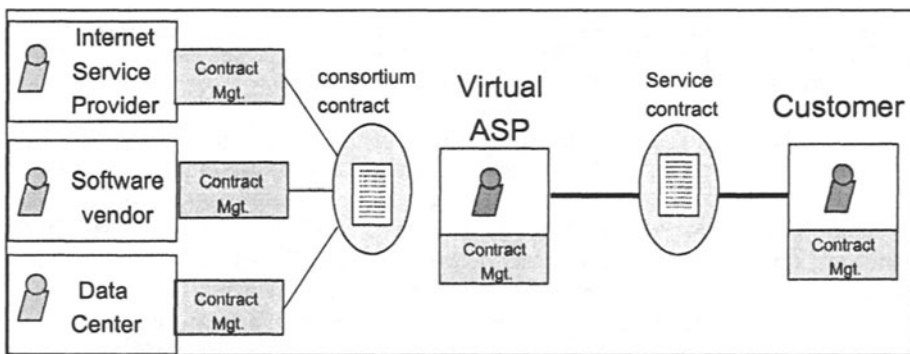 Internet
Service
Provider
Contract
Mgt.
Software
vendor
Contract
Mgt.
Data
Center
Contract
Mgt.
consortium
contract
Virtual
ASP
Contract
Mgt.
Service
contract
Customer
Contract
Mgt.